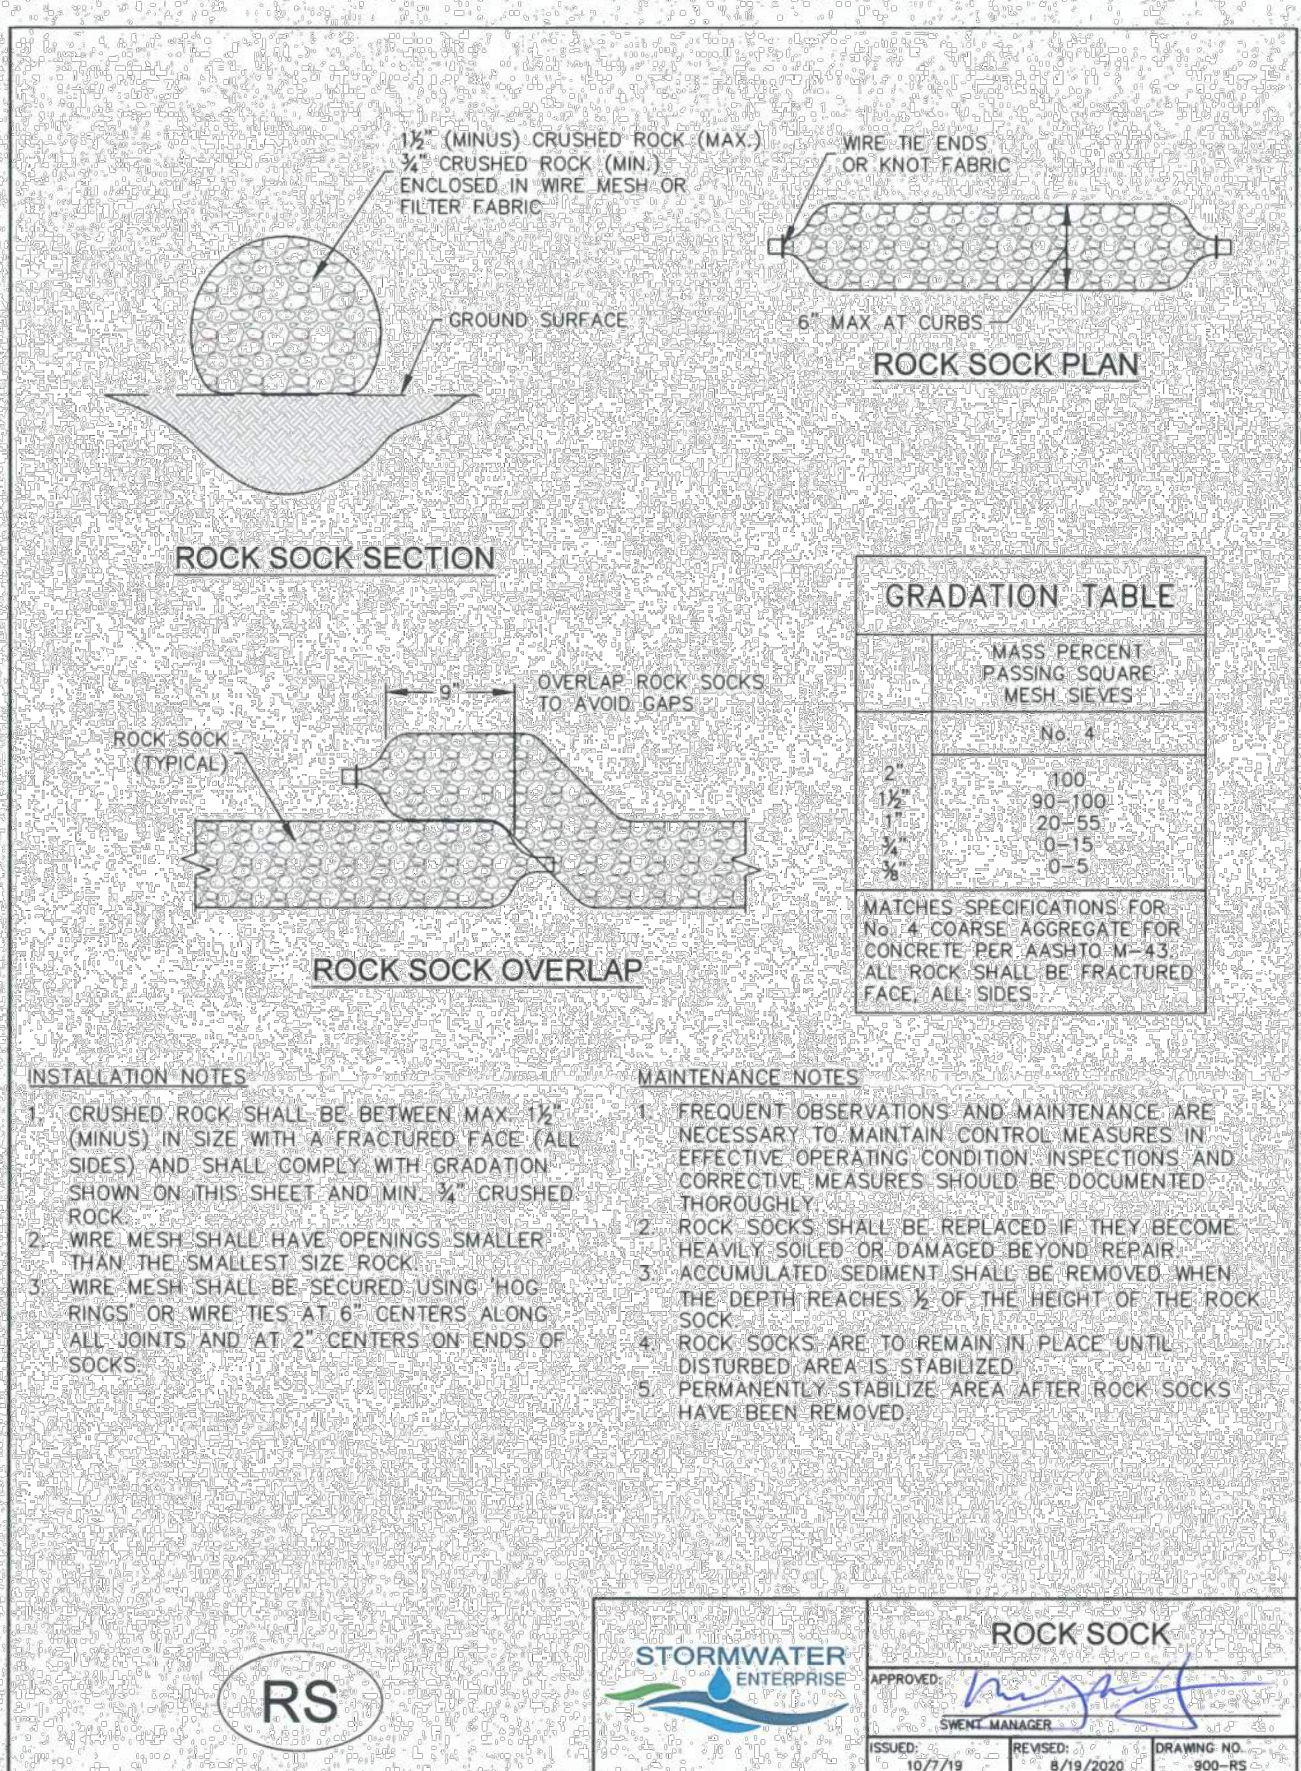 1½" (MINUS) CRUSHED ROCK (MAX.)
¾" CRUSHED ROCK (MIN.)
ENCLOSED IN WIRE MESH OR
FILTER FABRIC
GROUND SURFACE
ROCK SOCK SECTION
WIRE TIE ENDS
OR KNOT FABRIC
6" MAX AT CURBS
ROCK SOCK PLAN
9"
OVERLAP ROCK SOCKS
TO AVOID GAPS
ROCK SOCK
(TYPICAL)
ROCK SOCK OVERLAP
GRADATION TABLE
MASS PERCENT
PASSING SQUARE
MESH SIEVES
No. 4
2" 100
1½" 90-100
1" 20-55
¾" 0-15
⅜" 0-5
MATCHES SPECIFICATIONS FOR
No. 4 COARSE AGGREGATE FOR
CONCRETE PER AASHTO M-43.
ALL ROCK SHALL BE FRACTURED
FACE, ALL SIDES
INSTALLATION NOTES
1. CRUSHED ROCK SHALL BE BETWEEN MAX. 1½"
(MINUS) IN SIZE WITH A FRACTURED FACE (ALL
SIDES) AND SHALL COMPLY WITH GRADATION
SHOWN ON THIS SHEET AND MIN. ¾" CRUSHED
ROCK.
2. WIRE MESH SHALL HAVE OPENINGS SMALLER
THAN THE SMALLEST SIZE ROCK.
3. WIRE MESH SHALL BE SECURED USING 'HOG
RINGS' OR WIRE TIES AT 6" CENTERS ALONG
ALL JOINTS AND AT 2" CENTERS ON ENDS OF
SOCKS.
MAINTENANCE NOTES
1. FREQUENT OBSERVATIONS AND MAINTENANCE ARE
NECESSARY TO MAINTAIN CONTROL MEASURES IN
EFFECTIVE OPERATING CONDITION. INSPECTIONS AND
CORRECTIVE MEASURES SHOULD BE DOCUMENTED
THOROUGHLY.
2. ROCK SOCKS SHALL BE REPLACED IF THEY BECOME
HEAVILY SOILED OR DAMAGED BEYOND REPAIR.
3. ACCUMULATED SEDIMENT SHALL BE REMOVED WHEN
THE DEPTH REACHES ½ OF THE HEIGHT OF THE ROCK
SOCK.
4. ROCK SOCKS ARE TO REMAIN IN PLACE UNTIL
DISTURBED AREA IS STABILIZED.
5. PERMANENTLY STABILIZE AREA AFTER ROCK SOCKS
HAVE BEEN REMOVED.
RS
STORMWATER
ENTERPRISE
ROCK SOCK
APPROVED:
SWENT MANAGER
ISSUED: REVISED: DRAWING NO.
10/7/19 8/19/2020 900-RS